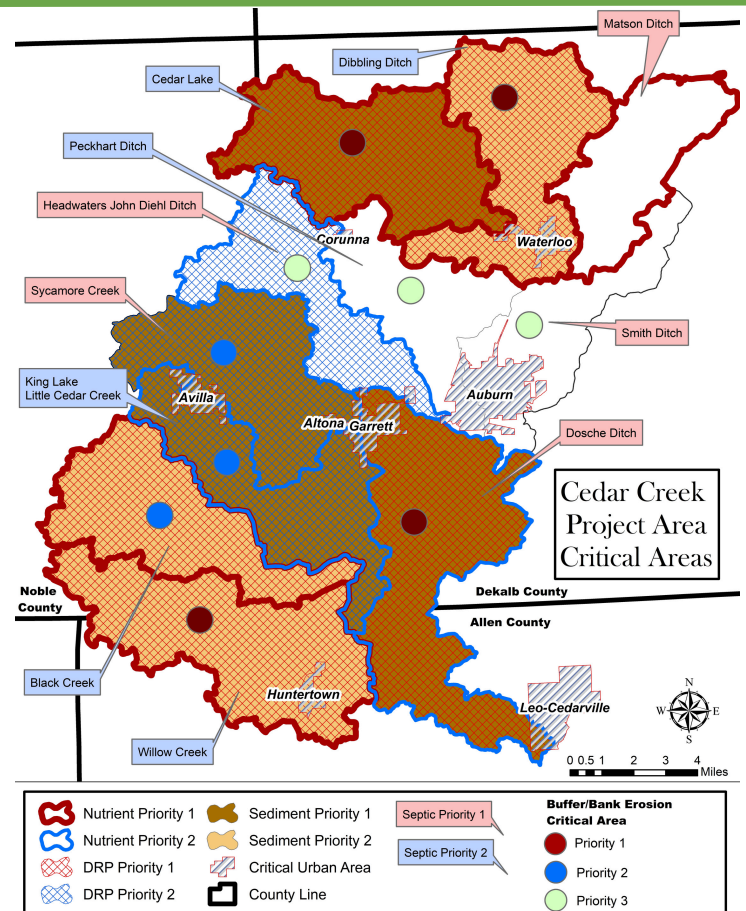 Matson Ditch
Dibbling Ditch
Cedar Lake
Peckhart Ditch
Headwaters John Diehl Ditch
Corunna
Waterloo
Sycamore Creek
Smith Ditch
King Lake
Little Cedar Creek
Avilla
Auburn
Altona
Garrett
Dosche Ditch
Cedar Creek
Project Area
Critical Areas
Noble
County
Dekalb County
Allen County
Black Creek
Huntertown
Leo-Cedarville
Willow Creek
N
W
E
S
0 0.5 1 2 3 4
Miles
Nutrient Priority 1
Nutrient Priority 2
DRP Priority 1
DRP Priority 2
Sediment Priority 1
Sediment Priority 2
Critical Urban Area
County Line
Septic Priority 1
Septic Priority 2
Buffer/Bank Erosion
Critical Area
Priority 1
Priority 2
Priority 3